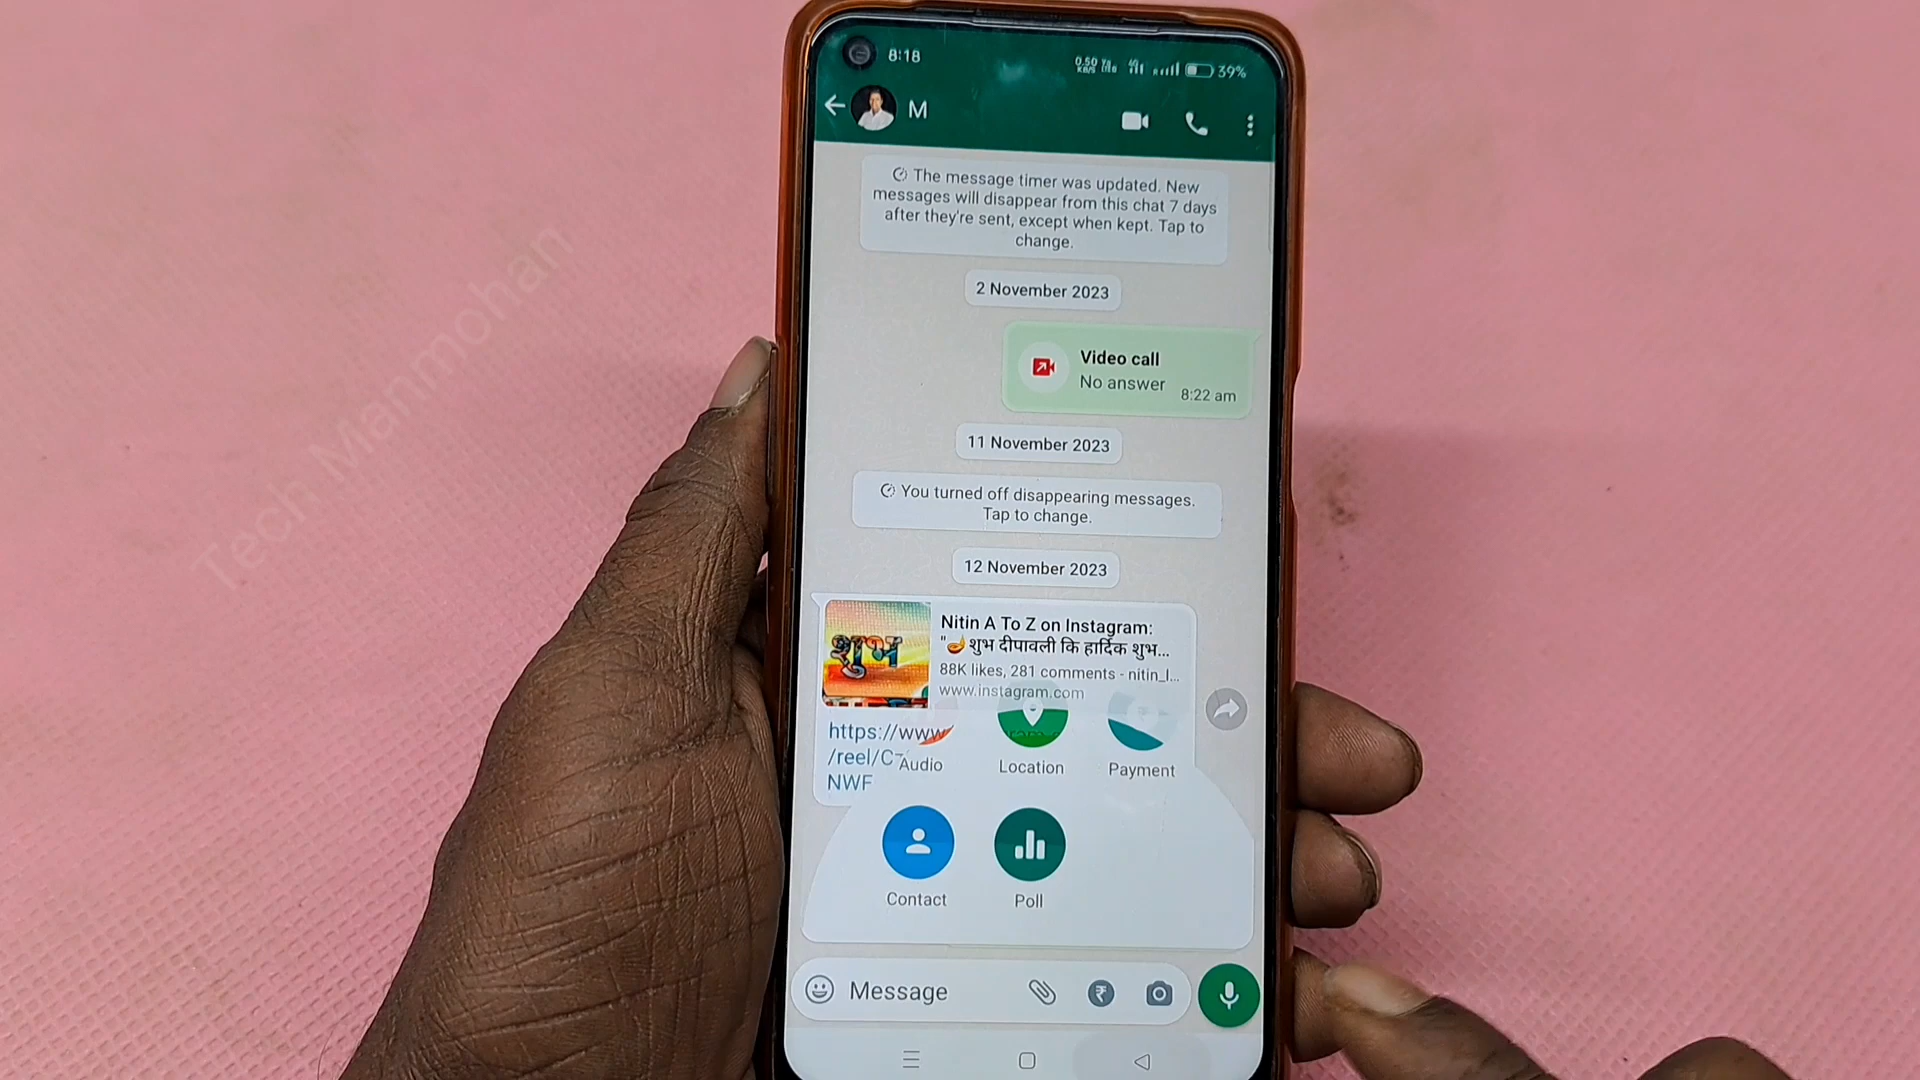 8:18
0.50 KB/S
4G
39%
M
The message timer was updated. New
messages will disappear from this chat 7 days
after they're sent, except when kept. Tap to
change.
2 November 2023
Video call
No answer
8:22 am
11 November 2023
You turned off disappearing messages.
Tap to change.
12 November 2023
शुभ
Nitin A To Z on Instagram:
"🪔शुभ दीपावली कि हार्दिक शुभ...
88K likes, 281 comments - nitin_l...
www.instagram.com
https://www
/reel/C
NWF
Audio
Location
Payment
Contact
Poll
Message
₹
Tech Manmohan